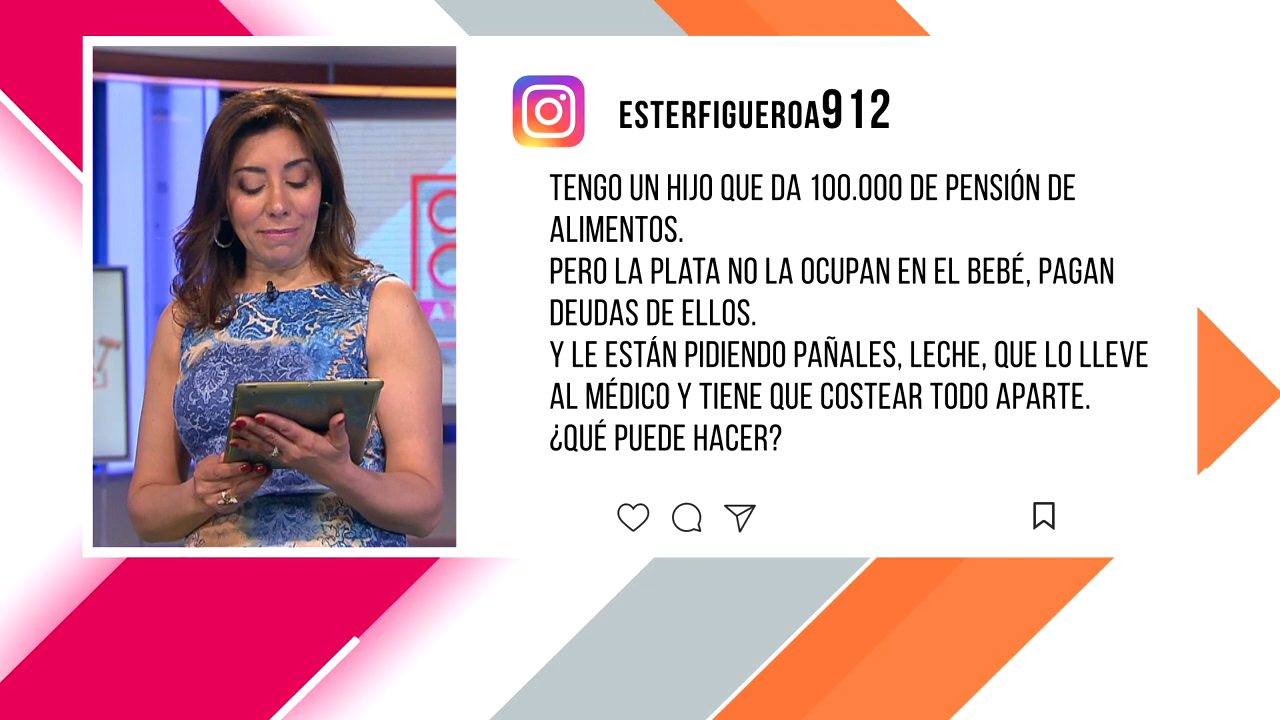 ESTERFIGUEROA912
TENGO UN HIJO QUE DA 100.000 DE PENSIÓN DE
ALIMENTOS.
PERO LA PLATA NO LA OCUPAN EN EL BEBÉ, PAGAN
DEUDAS DE ELLOS.
Y LE ESTÁN PIDIENDO PAÑALES, LECHE, QUE LO LLEVE
AL MÉDICO Y TIENE QUE COSTEAR TODO APARTE.
¿QUÉ PUEDE HACER?